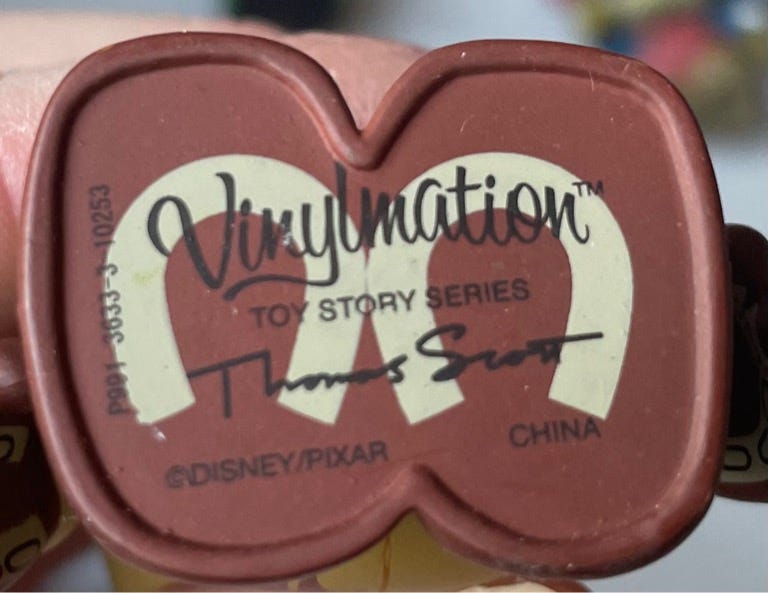 Vinylmation™
TOY STORY SERIES
Thomas Scott
©DISNEY/PIXAR
CHINA
P991-3633-3-10253